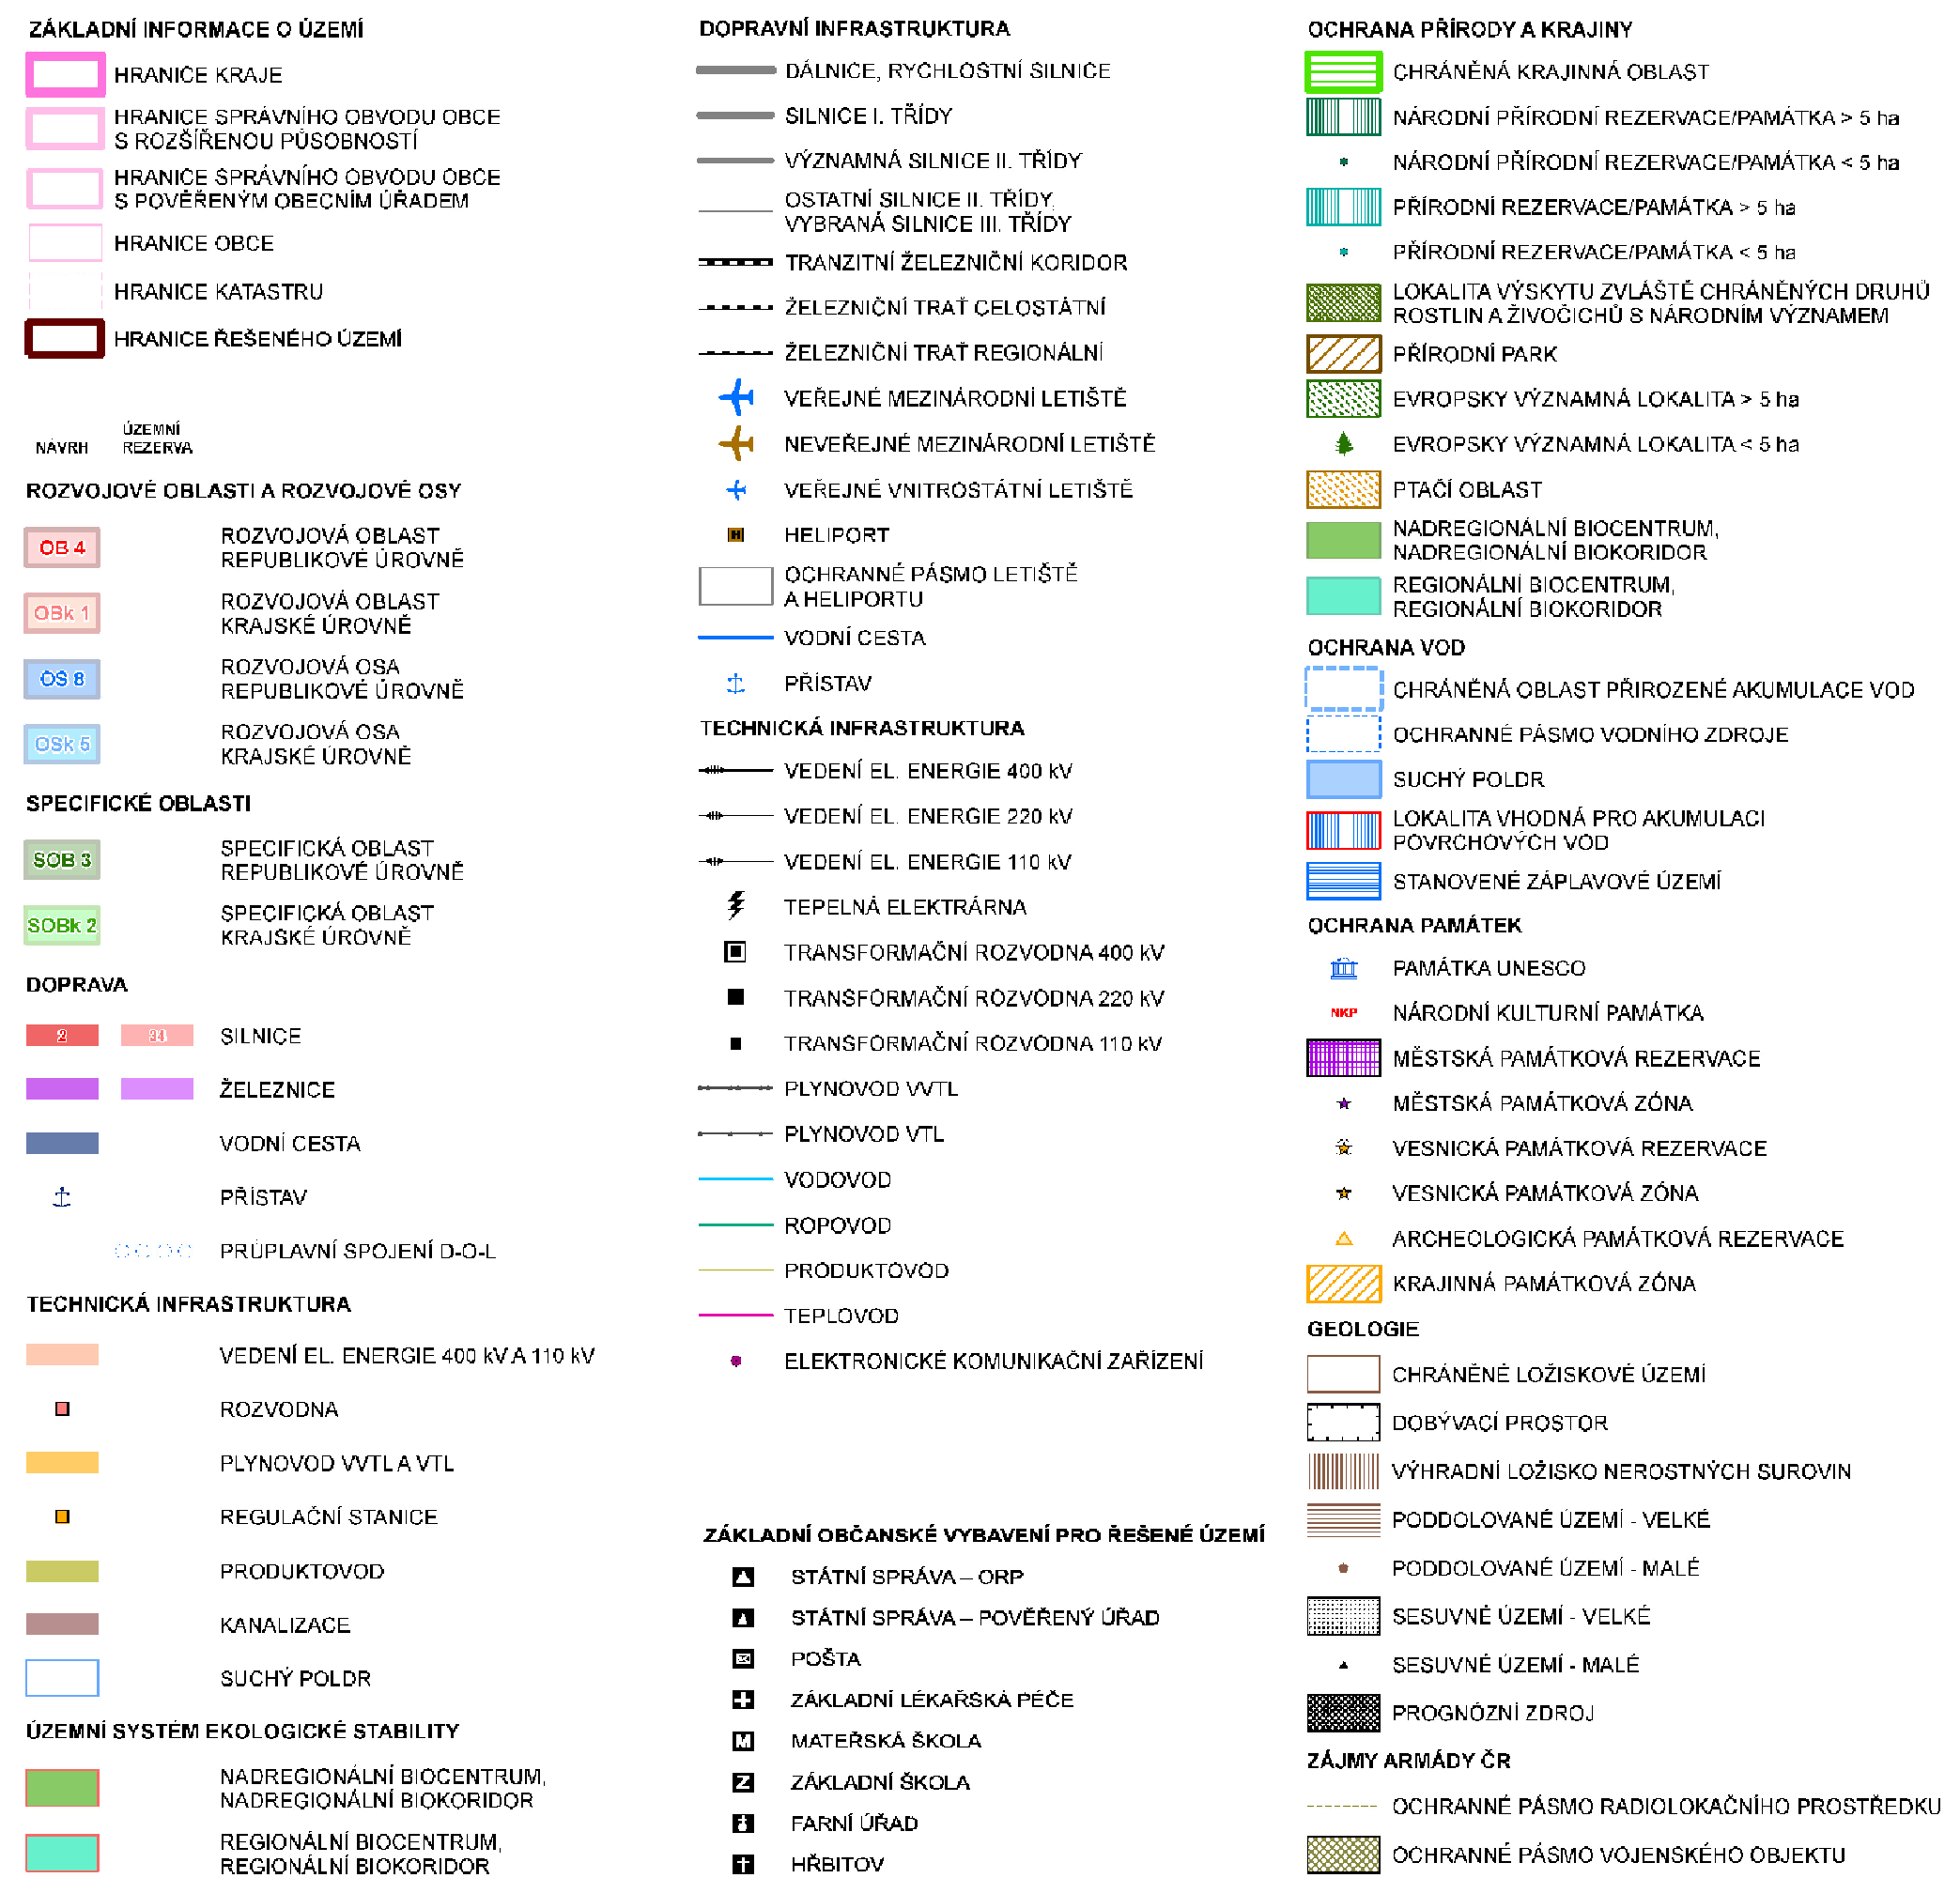 ZÁKLADNÍ INFORMACE O ÚZEMÍ
HRANICE KRAJE
HRANICE SPRÁVNÍHO OBVODU OBCE
S ROZŠÍŘENOU PŮSOBNOSTÍ
HRANICE SPRÁVNÍHO OBVODU OBCE
S POVĚŘENÝM OBECNÍM ÚŘADEM
HRANICE OBCE
HRANICE KATASTRU
HRANICE ŘEŠENÉHO ÚZEMÍ
NÁVRH
ÚZEMNÍ
REZERVA
ROZVOJOVÉ OBLASTI A ROZVOJOVÉ OSY
OB 4
ROZVOJOVÁ OBLAST
REPUBLIKOVÉ ÚROVNĚ
OBk 1
ROZVOJOVÁ OBLAST
KRAJSKÉ ÚROVNĚ
OS 8
ROZVOJOVÁ OSA
REPUBLIKOVÉ ÚROVNĚ
OSk 5
ROZVOJOVÁ OSA
KRAJSKÉ ÚROVNĚ
SPECIFICKÉ OBLASTI
SOB 3
SPECIFICKÁ OBLAST
REPUBLIKOVÉ ÚROVNĚ
SOBk 2
SPECIFICKÁ OBLAST
KRAJSKÉ ÚROVNĚ
DOPRAVA
2 34 SILNICE
ŽELEZNICE
VODNÍ CESTA
PŘÍSTAV
PRŮPLAVNÍ SPOJENÍ D-O-L
TECHNICKÁ INFRASTRUKTURA
VEDENÍ EL. ENERGIE 400 kV A 110 kV
ROZVODNA
PLYNOVOD VVTL A VTL
REGULAČNÍ STANICE
PRODUKTOVOD
KANALIZACE
SUCHÝ POLDR
ÚZEMNÍ SYSTÉM EKOLOGICKÉ STABILITY
NADREGIONÁLNÍ BIOCENTRUM,
NADREGIONÁLNÍ BIOKORIDOR
REGIONÁLNÍ BIOCENTRUM,
REGIONÁLNÍ BIOKORIDOR
DOPRAVNÍ INFRASTRUKTURA
DÁLNICE, RYCHLOSTNÍ SILNICE
SILNICE I. TŘÍDY
VÝZNAMNÁ SILNICE II. TŘÍDY
OSTATNÍ SILNICE II. TŘÍDY,
VYBRANÁ SILNICE III. TŘÍDY
TRANZITNÍ ŽELEZNIČNÍ KORIDOR
ŽELEZNIČNÍ TRAŤ CELOSTÁTNÍ
ŽELEZNIČNÍ TRAŤ REGIONÁLNÍ
VEŘEJNÉ MEZINÁRODNÍ LETIŠTĚ
NEVEŘEJNÉ MEZINÁRODNÍ LETIŠTĚ
VEŘEJNÉ VNITROSTÁTNÍ LETIŠTĚ
H HELIPORT
OCHRANNÉ PÁSMO LETIŠTĚ
A HELIPORTU
VODNÍ CESTA
PŘÍSTAV
TECHNICKÁ INFRASTRUKTURA
VEDENÍ EL. ENERGIE 400 kV
VEDENÍ EL. ENERGIE 220 kV
VEDENÍ EL. ENERGIE 110 kV
TEPELNÁ ELEKTRÁRNA
TRANSFORMAČNÍ ROZVODNA 400 kV
TRANSFORMAČNÍ ROZVODNA 220 kV
TRANSFORMAČNÍ ROZVODNA 110 kV
PLYNOVOD VVTL
PLYNOVOD VTL
VODOVOD
ROPOVOD
PRODUKTOVOD
TEPLOVOD
ELEKTRONICKÉ KOMUNIKAČNÍ ZAŘÍZENÍ
ZÁKLADNÍ OBČANSKÉ VYBAVENÍ PRO ŘEŠENÉ ÚZEMÍ
STÁTNÍ SPRÁVA – ORP
STÁTNÍ SPRÁVA – POVĚŘENÝ ÚŘAD
POŠTA
ZÁKLADNÍ LÉKAŘSKÁ PÉČE
M MATEŘSKÁ ŠKOLA
Z ZÁKLADNÍ ŠKOLA
FARNÍ ÚŘAD
HŘBITOV
OCHRANA PŘÍRODY A KRAJINY
CHRÁNĚNÁ KRAJINNÁ OBLAST
NÁRODNÍ PŘÍRODNÍ REZERVACE/PAMÁTKA > 5 ha
NÁRODNÍ PŘÍRODNÍ REZERVACE/PAMÁTKA < 5 ha
PŘÍRODNÍ REZERVACE/PAMÁTKA > 5 ha
PŘÍRODNÍ REZERVACE/PAMÁTKA < 5 ha
LOKALITA VÝSKYTU ZVLÁŠTĚ CHRÁNĚNÝCH DRUHŮ
ROSTLIN A ŽIVOČICHŮ S NÁRODNÍM VÝZNAMEM
PŘÍRODNÍ PARK
EVROPSKY VÝZNAMNÁ LOKALITA > 5 ha
EVROPSKY VÝZNAMNÁ LOKALITA < 5 ha
PTAČÍ OBLAST
NADREGIONÁLNÍ BIOCENTRUM,
NADREGIONÁLNÍ BIOKORIDOR
REGIONÁLNÍ BIOCENTRUM,
REGIONÁLNÍ BIOKORIDOR
OCHRANA VOD
CHRÁNĚNÁ OBLAST PŘIROZENÉ AKUMULACE VOD
OCHRANNÉ PÁSMO VODNÍHO ZDROJE
SUCHÝ POLDR
LOKALITA VHODNÁ PRO AKUMULACI
POVRCHOVÝCH VOD
STANOVENÉ ZÁPLAVOVÉ ÚZEMÍ
OCHRANA PAMÁTEK
PAMÁTKA UNESCO
NKP NÁRODNÍ KULTURNÍ PAMÁTKA
MĚSTSKÁ PAMÁTKOVÁ REZERVACE
MĚSTSKÁ PAMÁTKOVÁ ZÓNA
VESNICKÁ PAMÁTKOVÁ REZERVACE
VESNICKÁ PAMÁTKOVÁ ZÓNA
ARCHEOLOGICKÁ PAMÁTKOVÁ REZERVACE
KRAJINNÁ PAMÁTKOVÁ ZÓNA
GEOLOGIE
CHRÁNĚNÉ LOŽISKOVÉ ÚZEMÍ
DOBÝVACÍ PROSTOR
VÝHRADNÍ LOŽISKO NEROSTNÝCH SUROVIN
PODDOLOVANÉ ÚZEMÍ - VELKÉ
PODDOLOVANÉ ÚZEMÍ - MALÉ
SESUVNÉ ÚZEMÍ - VELKÉ
SESUVNÉ ÚZEMÍ - MALÉ
PROGNÓZNÍ ZDROJ
ZÁJMY ARMÁDY ČR
OCHRANNÉ PÁSMO RADIOLOKAČNÍHO PROSTŘEDKU
OCHRANNÉ PÁSMO VOJENSKÉHO OBJEKTU